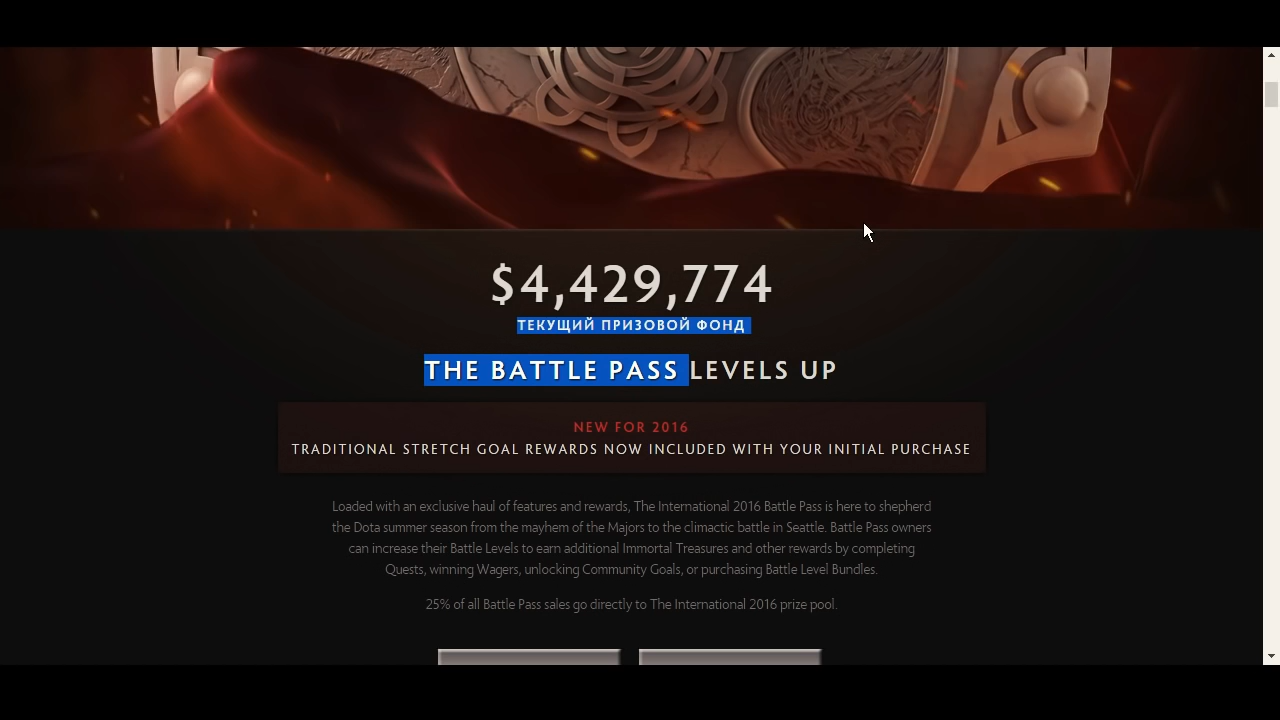 $4,429,774
ТЕКУЩИЙ ПРИЗОВОЙ ФОНД
THE BATTLE PASS LEVELS UP
NEW FOR 2016
TRADITIONAL STRETCH GOAL REWARDS NOW INCLUDED WITH YOUR INITIAL PURCHASE
Loaded with an exclusive haul of features and rewards, The International 2016 Battle Pass is here to shepherd
the Dota summer season from the mayhem of the Majors to the climactic battle in Seattle. Battle Pass owners
can increase their Battle Levels to earn additional Immortal Treasures and other rewards by completing
Quests, winning Wagers, unlocking Community Goals, or purchasing Battle Level Bundles.
25% of all Battle Pass sales go directly to The International 2016 prize pool.